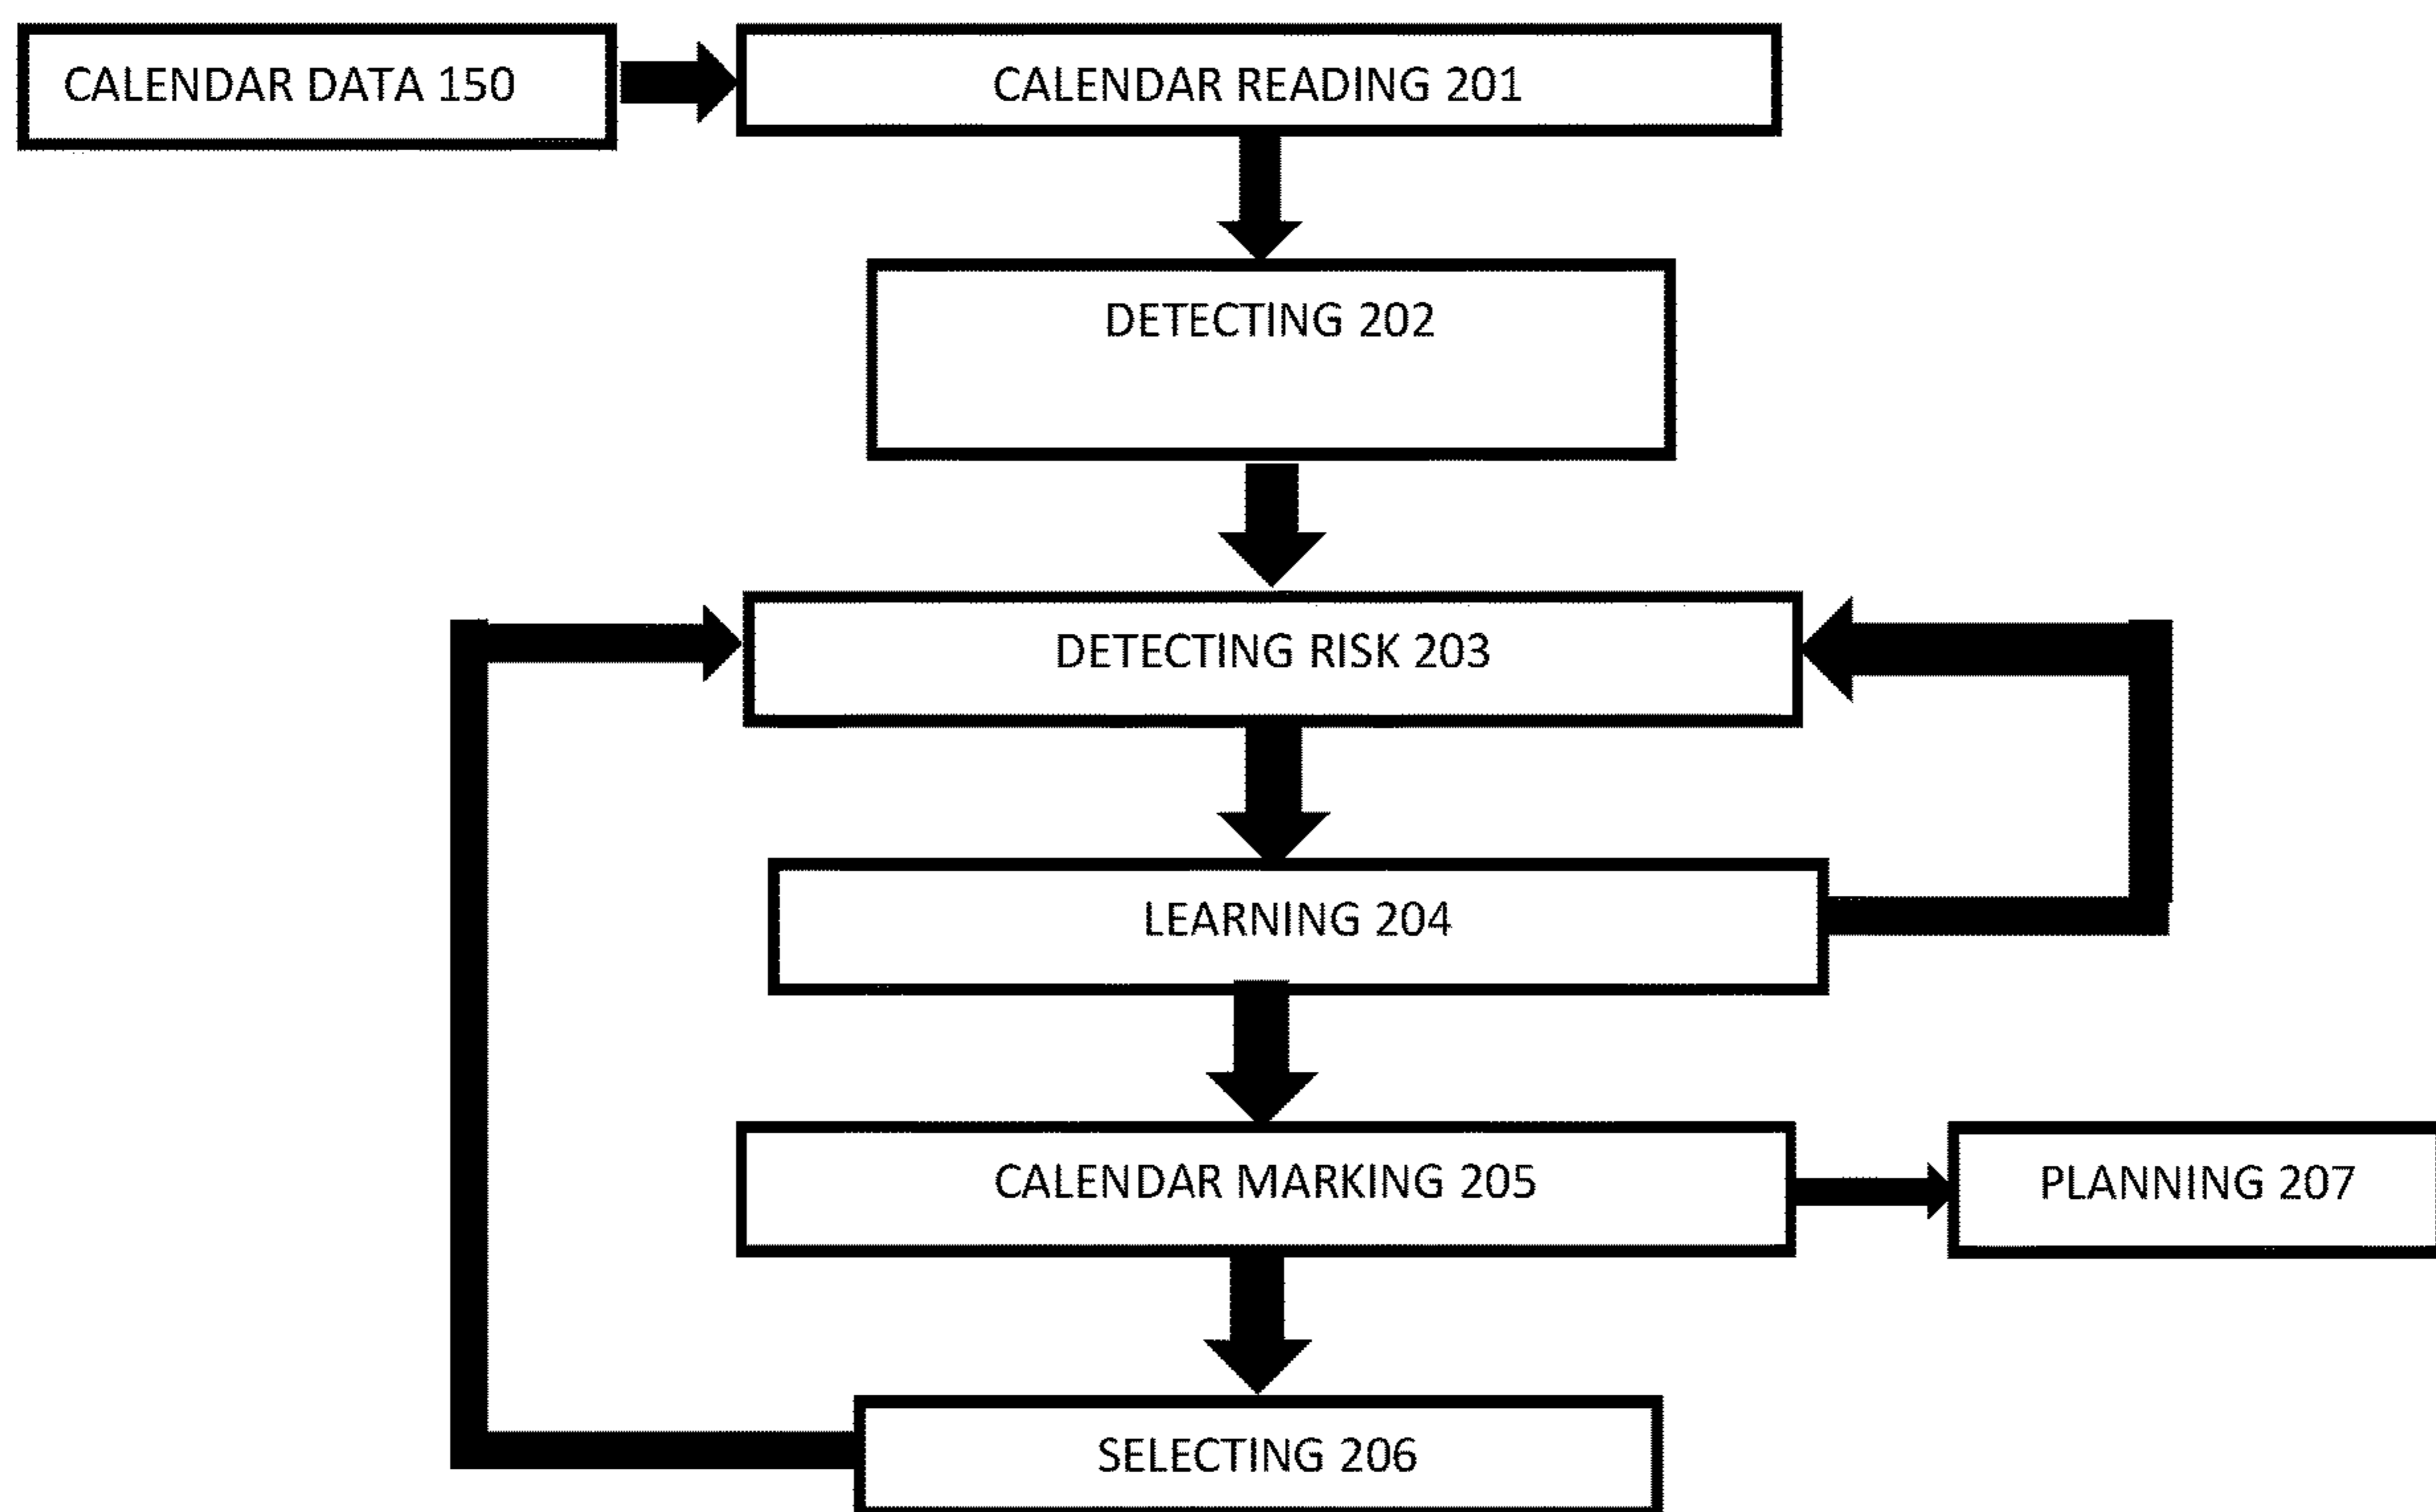 CALENDAR DATA 150
CALENDAR READING 201
DETECTING 202
DETECTING RISK 203
LEARNING 204
CALENDAR MARKING 205
PLANNING 207
SELECTING 206